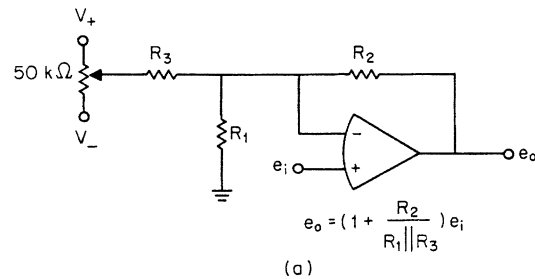 V+
50 kΩ
V−
R3
R1
R2
−
+
ei
eo
eo = (1 + R2 / R1||R3) ei
(a)